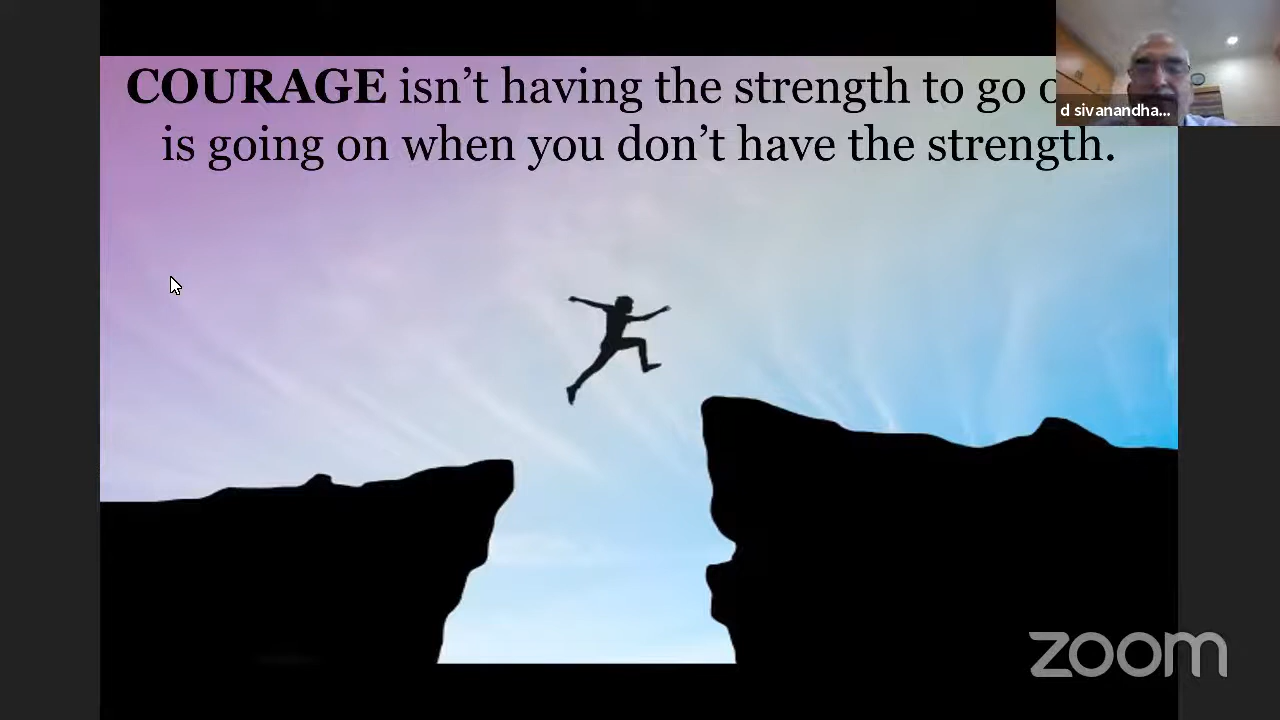 COURAGE isn’t having the strength to go
is going on when you don’t have the strength.
d sivanandha...
zoom